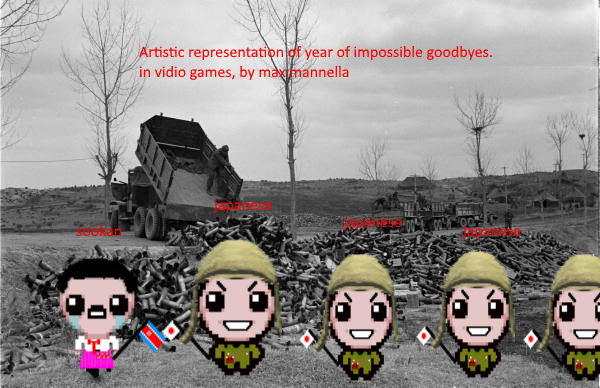 Artistic representation of year of impossible goodbyes.
in vidio games, by max mannella
japanese
japanese
sookan
japanese